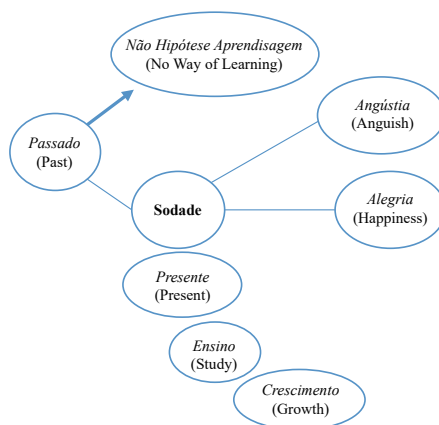 Não Hipótese Aprendisagem
(No Way of Learning)
Angústia
(Anguish)
Passado
(Past)
Alegria
(Happiness)
Sodade
Presente
(Present)
Ensino
(Study)
Crescimento
(Growth)